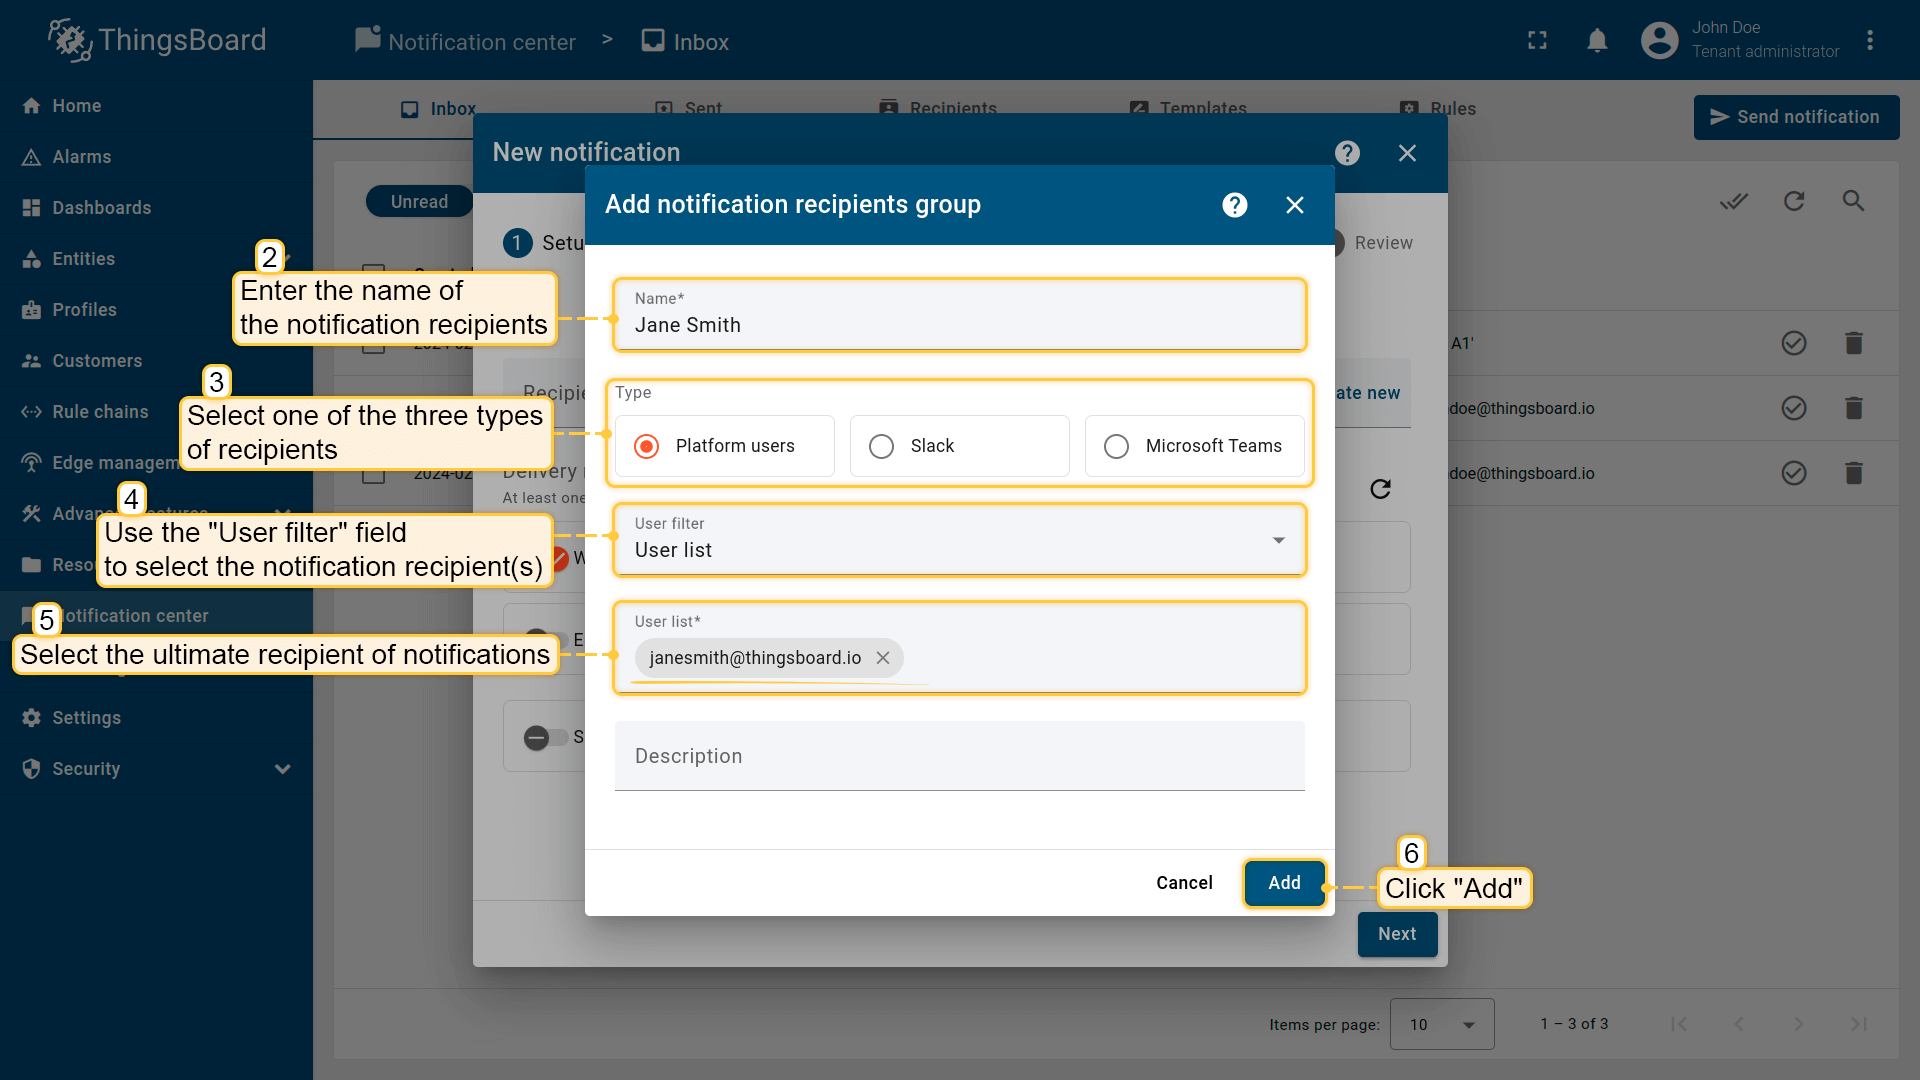 ThingsBoard
Notification center > Inbox
John Doe
Tenant administrator
Home
Alarms
Dashboards
Entities
Profiles
Customers
Rule chains
Edge managem
Notification center
Settings
Security
Inbox
Sent
Recipients
Templates
Rules
Send notification
Unread
New notification
1 Setu
Review
Add notification recipients group
2
Enter the name of
the notification recipients
Name*
Jane Smith
A1'
3
Select one of the three types
of recipients
Type
Platform users
Slack
Microsoft Teams
Recipie
ate new
doe@thingsboard.io
doe@thingsboard.io
Delivery
At least one
4
Use the "User filter" field
to select the notification recipient(s)
User filter
User list
5
Select the ultimate recipient of notifications
User list*
janesmith@thingsboard.io
Description
Cancel
Add
6
Click "Add"
Next
Items per page: 10
1 – 3 of 3